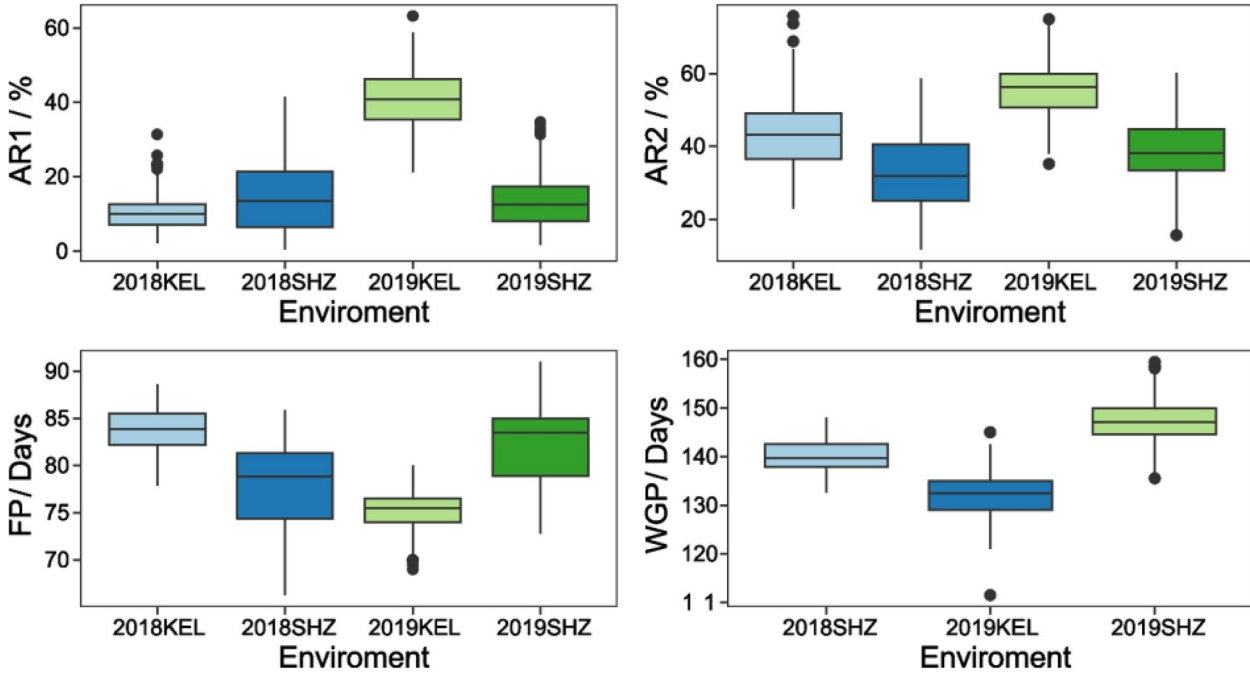 AR1 / %
60
40
20
0
2018KEL 2018SHZ 2019KEL 2019SHZ
Enviroment
AR2 / %
60
40
20
2018KEL 2018SHZ 2019KEL 2019SHZ
Enviroment
FP/ Days
90
85
80
75
70
2018KEL 2018SHZ 2019KEL 2019SHZ
Enviroment
WGP/ Days
160
150
140
130
120
1 1
2018SHZ 2019KEL 2019SHZ
Enviroment